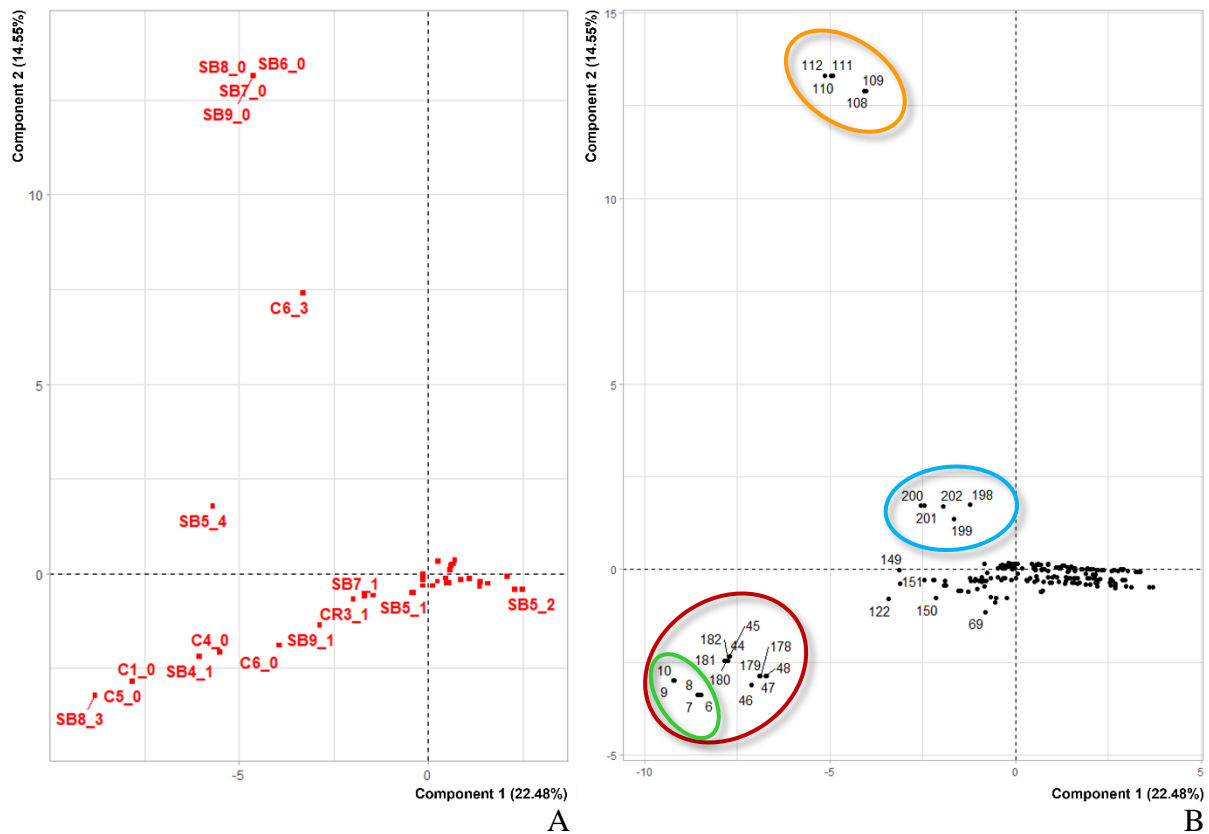 Component 2 (14.55%)
SB8_0 SB6_0
SB7_0
SB9_0
10
C6_3
5
SB5_4
0
SB7_1
CR3_1 SB5_1 SB5_2
SB9_1
C4_0 C6_0
C1_0 SB4_1
C5_0
SB8_3
-5 0
Component 1 (22.48%)
A
Component 2 (14.55%)
15
112 111
110 109
108
10
5
200 202 198
201 199
0
149
151
122 150 69
45
182 44 178
181 179 48
10 8 180 47
9 46
7 6
-5
-10 -5 0 5
Component 1 (22.48%)
B